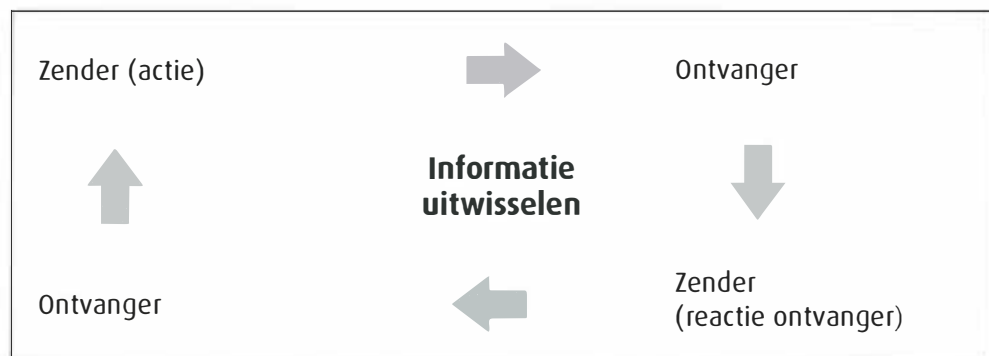 Zender (actie)
Ontvanger
Informatie
uitwisselen
Ontvanger
Zender
(reactie ontvanger)